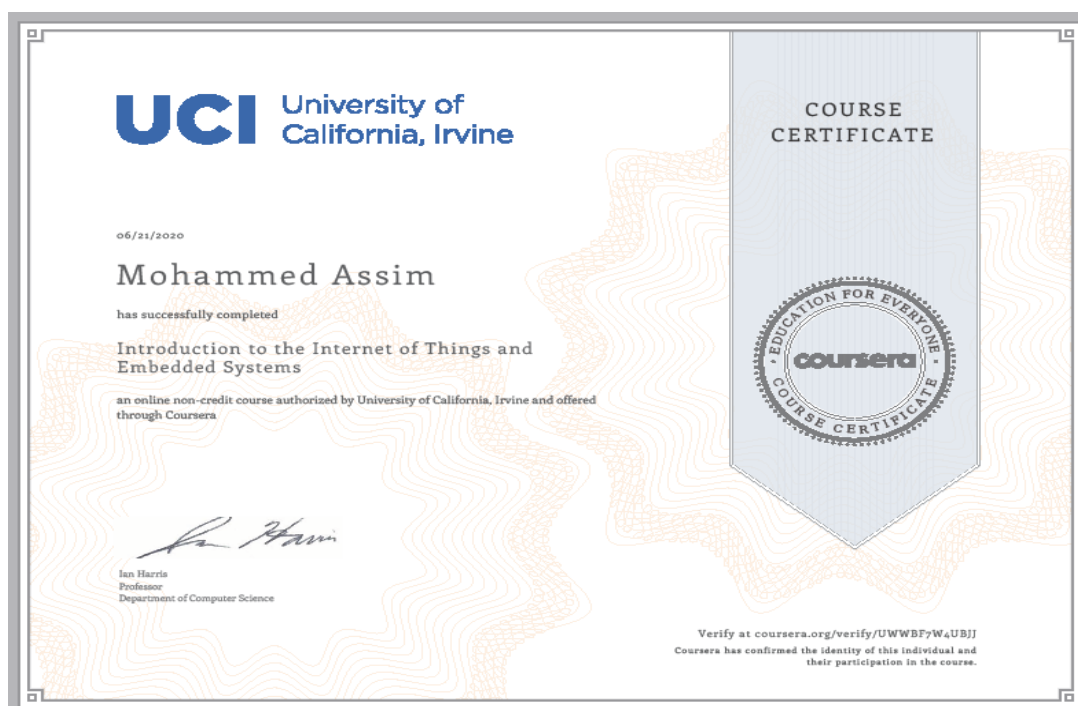 UCI University of
California, Irvine
COURSE
CERTIFICATE
06/21/2020
Mohammed Assim
has successfully completed
Introduction to the Internet of Things and
Embedded Systems
an online non-credit course authorized by University of California, Irvine and offered
through Coursera
EDUCATION FOR EVERYONE
coursera
COURSE CERTIFICATE
Ian Harris
Ian Harris
Professor
Department of Computer Science
Verify at coursera.org/verify/UWWBF7W4UBJJ
Coursera has confirmed the identity of this individual and
their participation in the course.